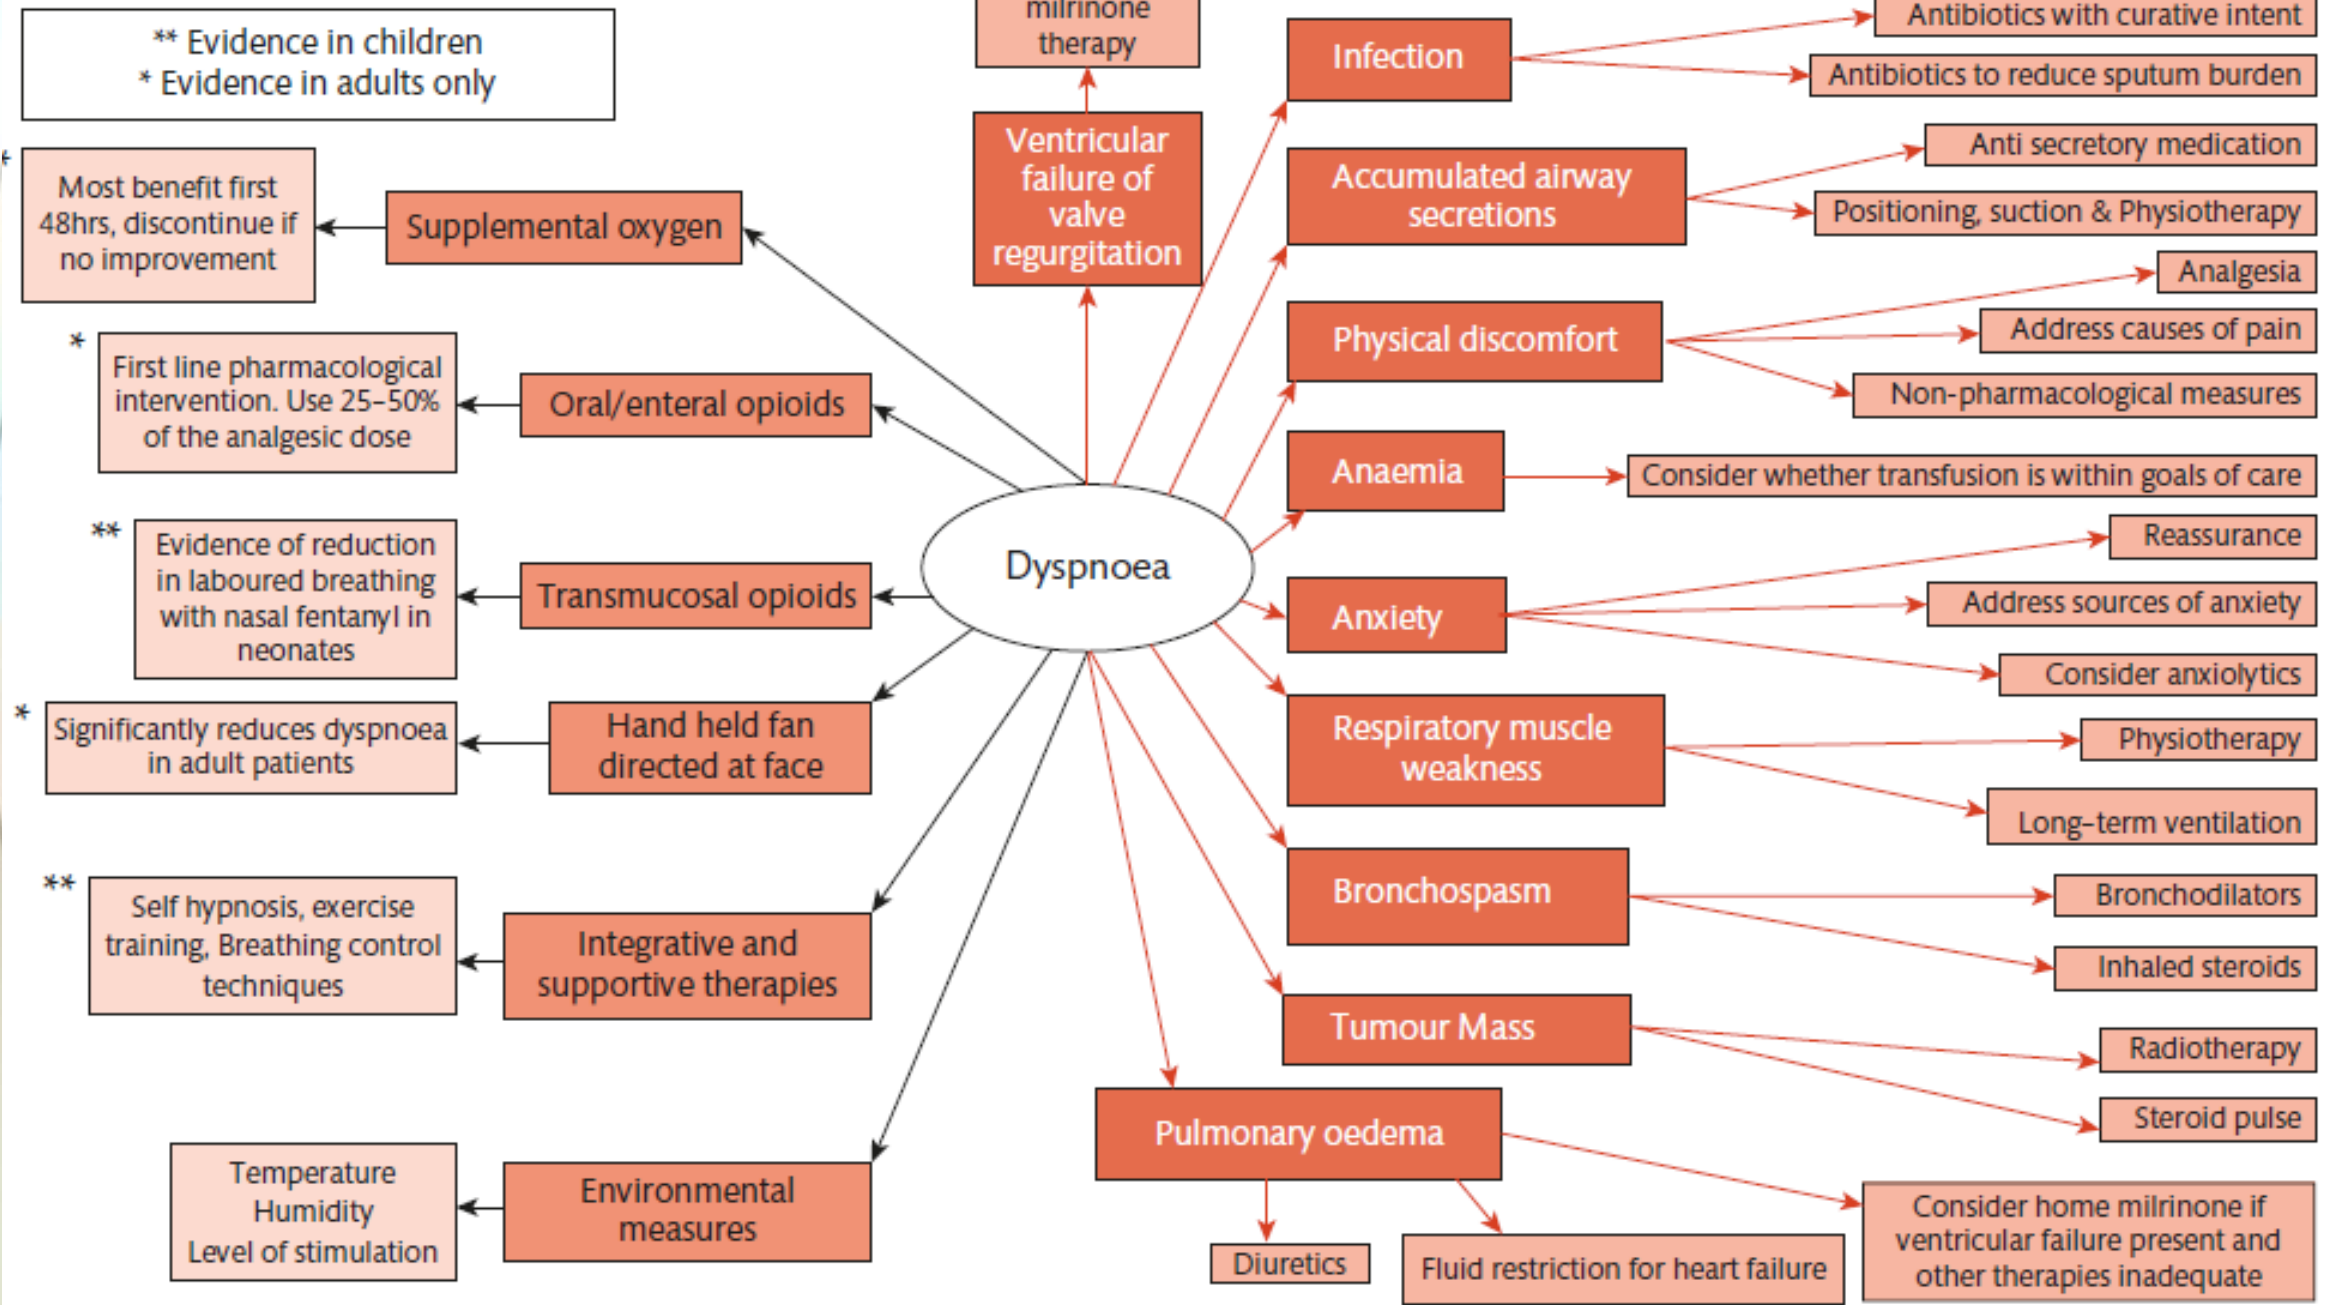 ** Evidence in children
* Evidence in adults only
*
Most benefit first
48hrs, discontinue if
no improvement
Supplemental oxygen
*
First line pharmacological
intervention. Use 25–50%
of the analgesic dose
Oral/enteral opioids
**
Evidence of reduction
in laboured breathing
with nasal fentanyl in
neonates
Transmucosal opioids
*
Significantly reduces dyspnoea
in adult patients
Hand held fan
directed at face
**
Self hypnosis, exercise
training, Breathing control
techniques
Integrative and
supportive therapies
Temperature
Humidity
Level of stimulation
Environmental
measures
milrinone
therapy
Ventricular
failure of
valve
regurgitation
Dyspnoea
Infection
Antibiotics with curative intent
Antibiotics to reduce sputum burden
Accumulated airway
secretions
Anti secretory medication
Positioning, suction & Physiotherapy
Physical discomfort
Analgesia
Address causes of pain
Non-pharmacological measures
Anaemia
Consider whether transfusion is within goals of care
Anxiety
Reassurance
Address sources of anxiety
Consider anxiolytics
Respiratory muscle
weakness
Physiotherapy
Long-term ventilation
Bronchospasm
Bronchodilators
Inhaled steroids
Tumour Mass
Radiotherapy
Steroid pulse
Pulmonary oedema
Diuretics
Fluid restriction for heart failure
Consider home milrinone if
ventricular failure present and
other therapies inadequate